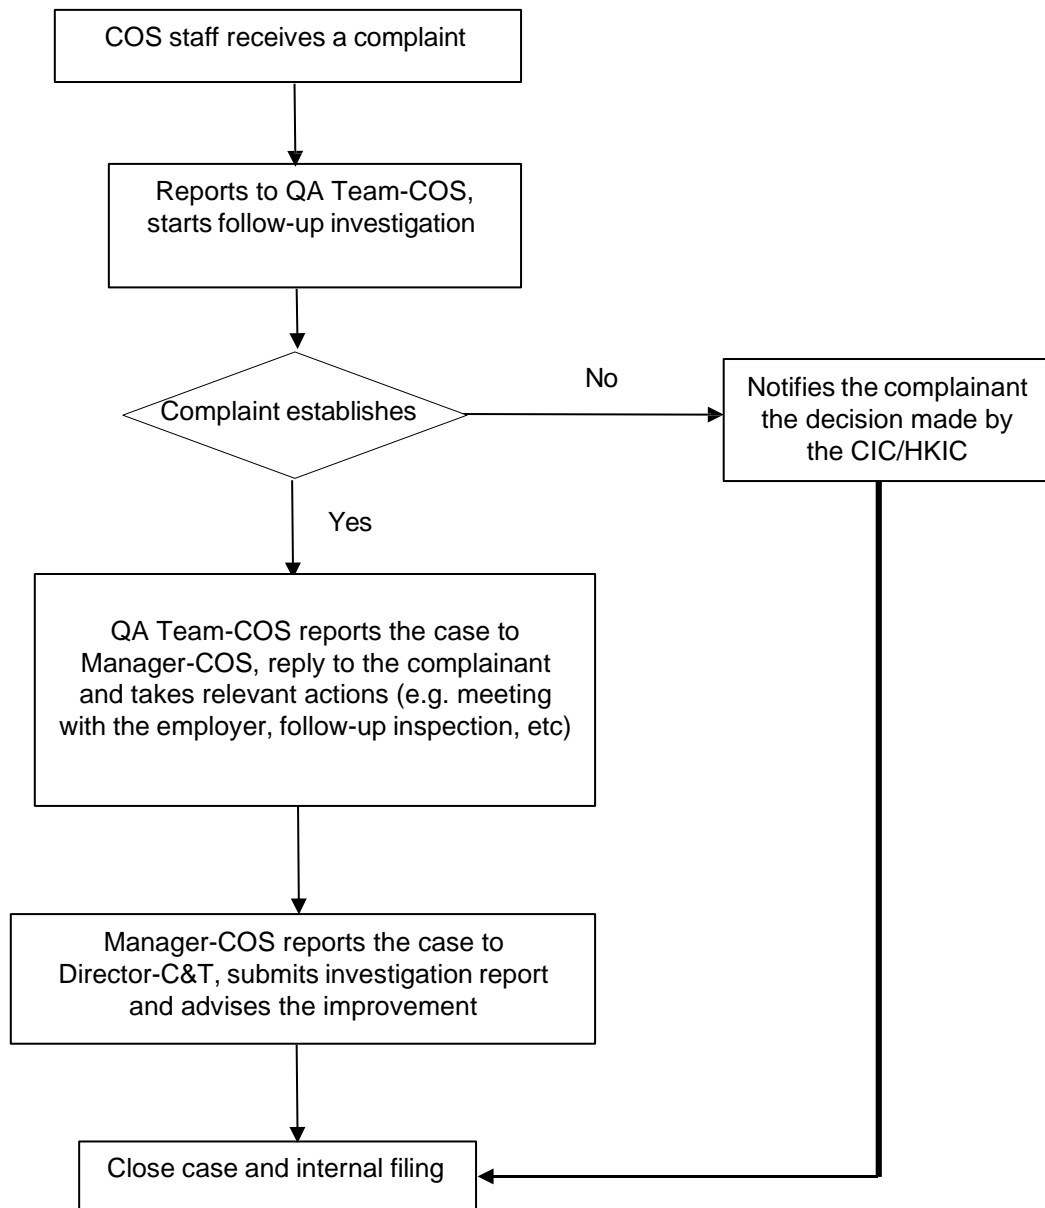 COS staff receives a complaint
Reports to QA Team-COS,
starts follow-up investigation
Complaint establishes
No
Notifies the complainant
the decision made by
the CIC/HKIC
Yes
QA Team-COS reports the case to
Manager-COS, reply to the complainant
and takes relevant actions (e.g. meeting
with the employer, follow-up inspection, etc)
Manager-COS reports the case to
Director-C&T, submits investigation report
and advises the improvement
Close case and internal filing